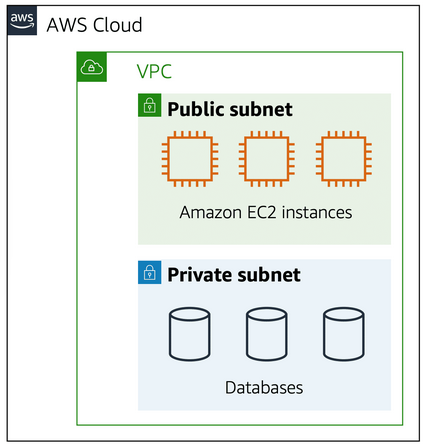 aws
AWS Cloud
VPC
Public subnet
Amazon EC2 instances
Private subnet
Databases